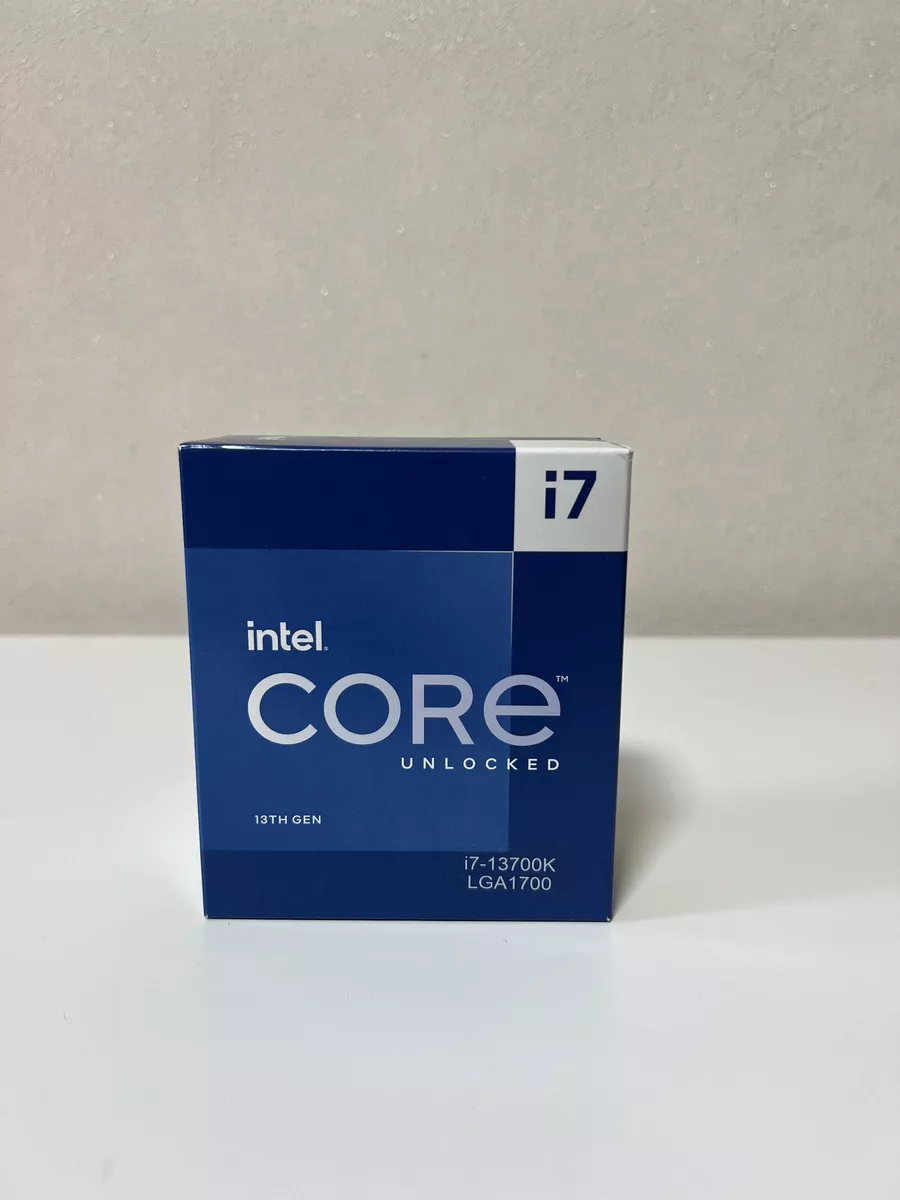 i7
intel.
CORE™
UNLOCKED
13TH GEN
i7-13700K
LGA1700